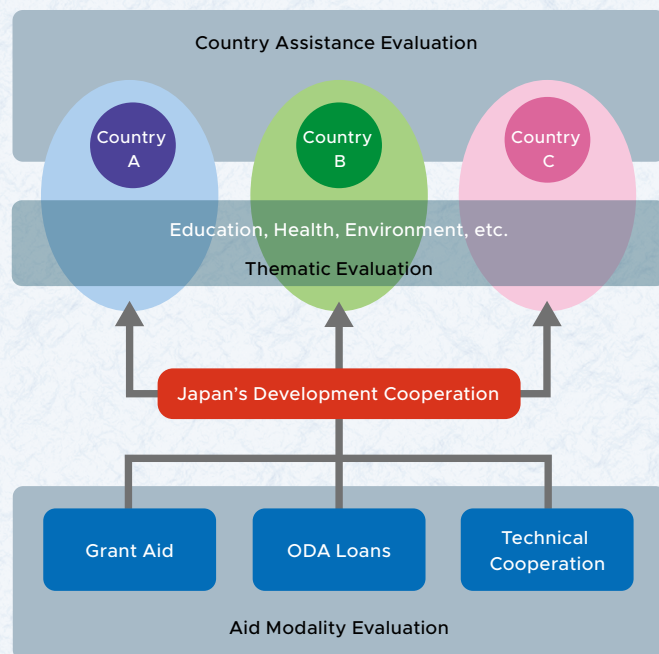 Country Assistance Evaluation
Country
A
Country
B
Country
C
Education, Health, Environment, etc.
Thematic Evaluation
Japan’s Development Cooperation
Grant Aid
ODA Loans
Technical
Cooperation
Aid Modality Evaluation